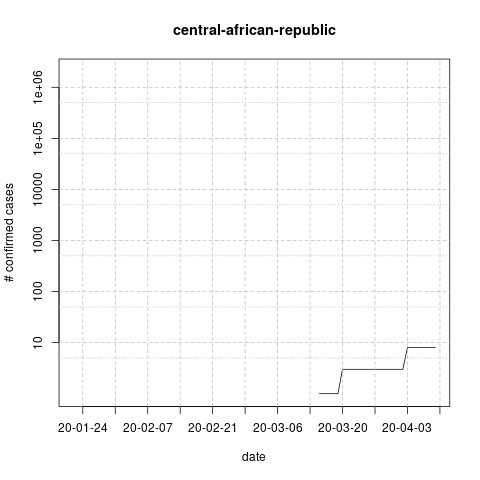 central-african-republic
# confirmed cases
1e+06
1e+05
10000
1000
100
10
20-01-24 20-02-07 20-02-21 20-03-06 20-03-20 20-04-03
date